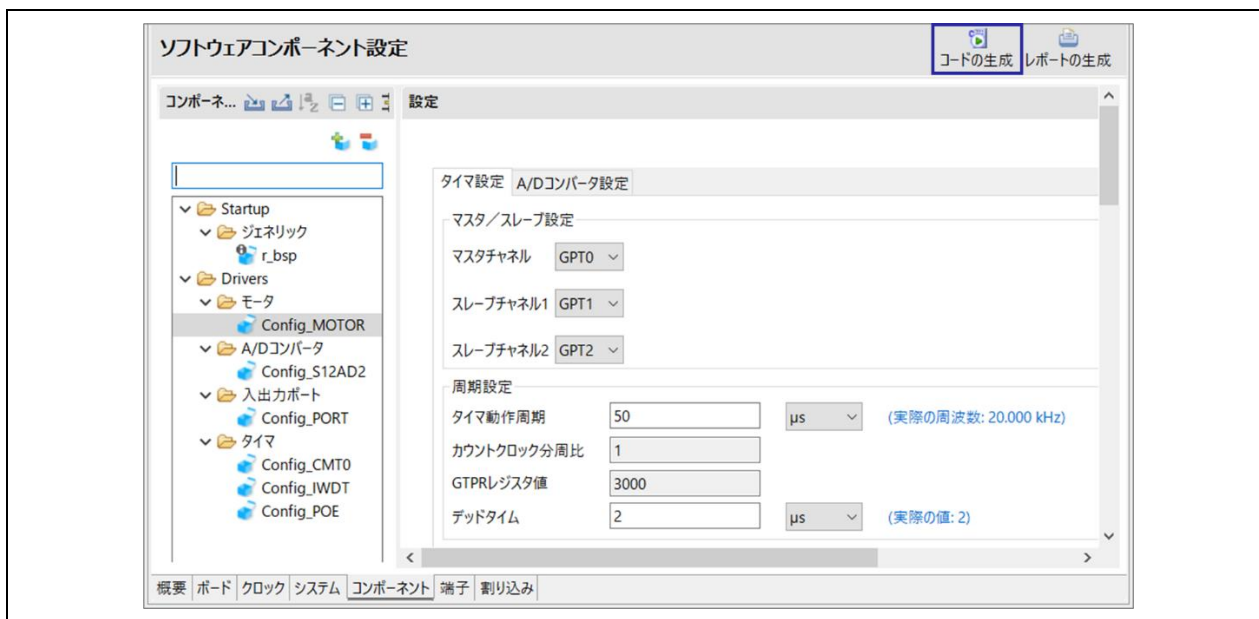 ソフトウェアコンポーネント設定
コードの生成 レポートの生成
コンポーネ...
設定
Startup
ジェネリック
r_bsp
Drivers
モータ
Config_MOTOR
A/Dコンバータ
Config_S12AD2
入出力ポート
Config_PORT
タイマ
Config_CMT0
Config_IWDT
Config_POE
タイマ設定 A/Dコンバータ設定
マスタ/スレーブ設定
マスタチャネル GPT0
スレーブチャネル1 GPT1
スレーブチャネル2 GPT2
周期設定
タイマ動作周期 50 μs (実際の周波数: 20.000 kHz)
カウントクロック分周比 1
GTPRレジスタ値 3000
デッドタイム 2 μs (実際の値: 2)
概要 ボード クロック システム コンポーネント 端子 割り込み